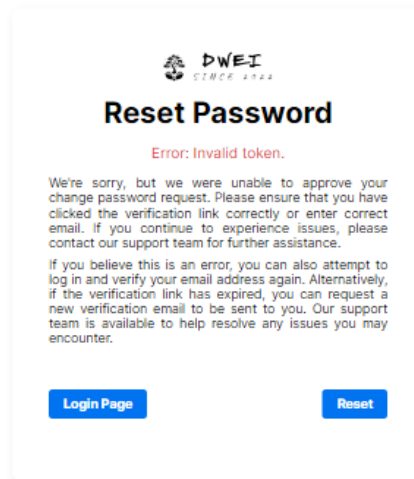 DWEI
SINCE 2022
Reset Password
Error: Invalid token.
We're sorry, but we were unable to approve your
change password request. Please ensure that you have
clicked the verification link correctly or enter correct
email. If you continue to experience issues, please
contact our support team for further assistance.
If you believe this is an error, you can also attempt to
log in and verify your email address again. Alternatively,
if the verification link has expired, you can request a
new verification email to be sent to you. Our support
team is available to help resolve any issues you may
encounter.
Login Page
Reset